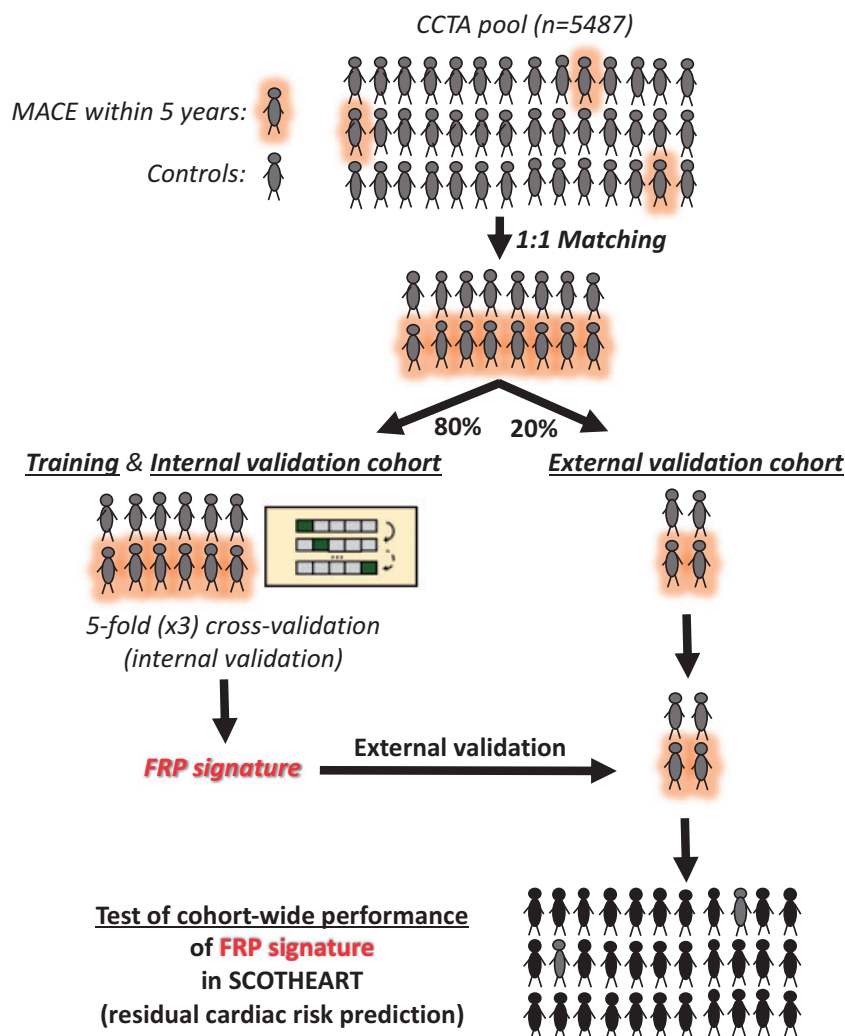 CCTA pool (n=5487)
MACE within 5 years:
Controls:
1:1 Matching
80%
20%
Training & Internal validation cohort
External validation cohort
5-fold (x3) cross-validation
(internal validation)
FRP signature
External validation
Test of cohort-wide performance
of FRP signature
in SCOTHEART
(residual cardiac risk prediction)